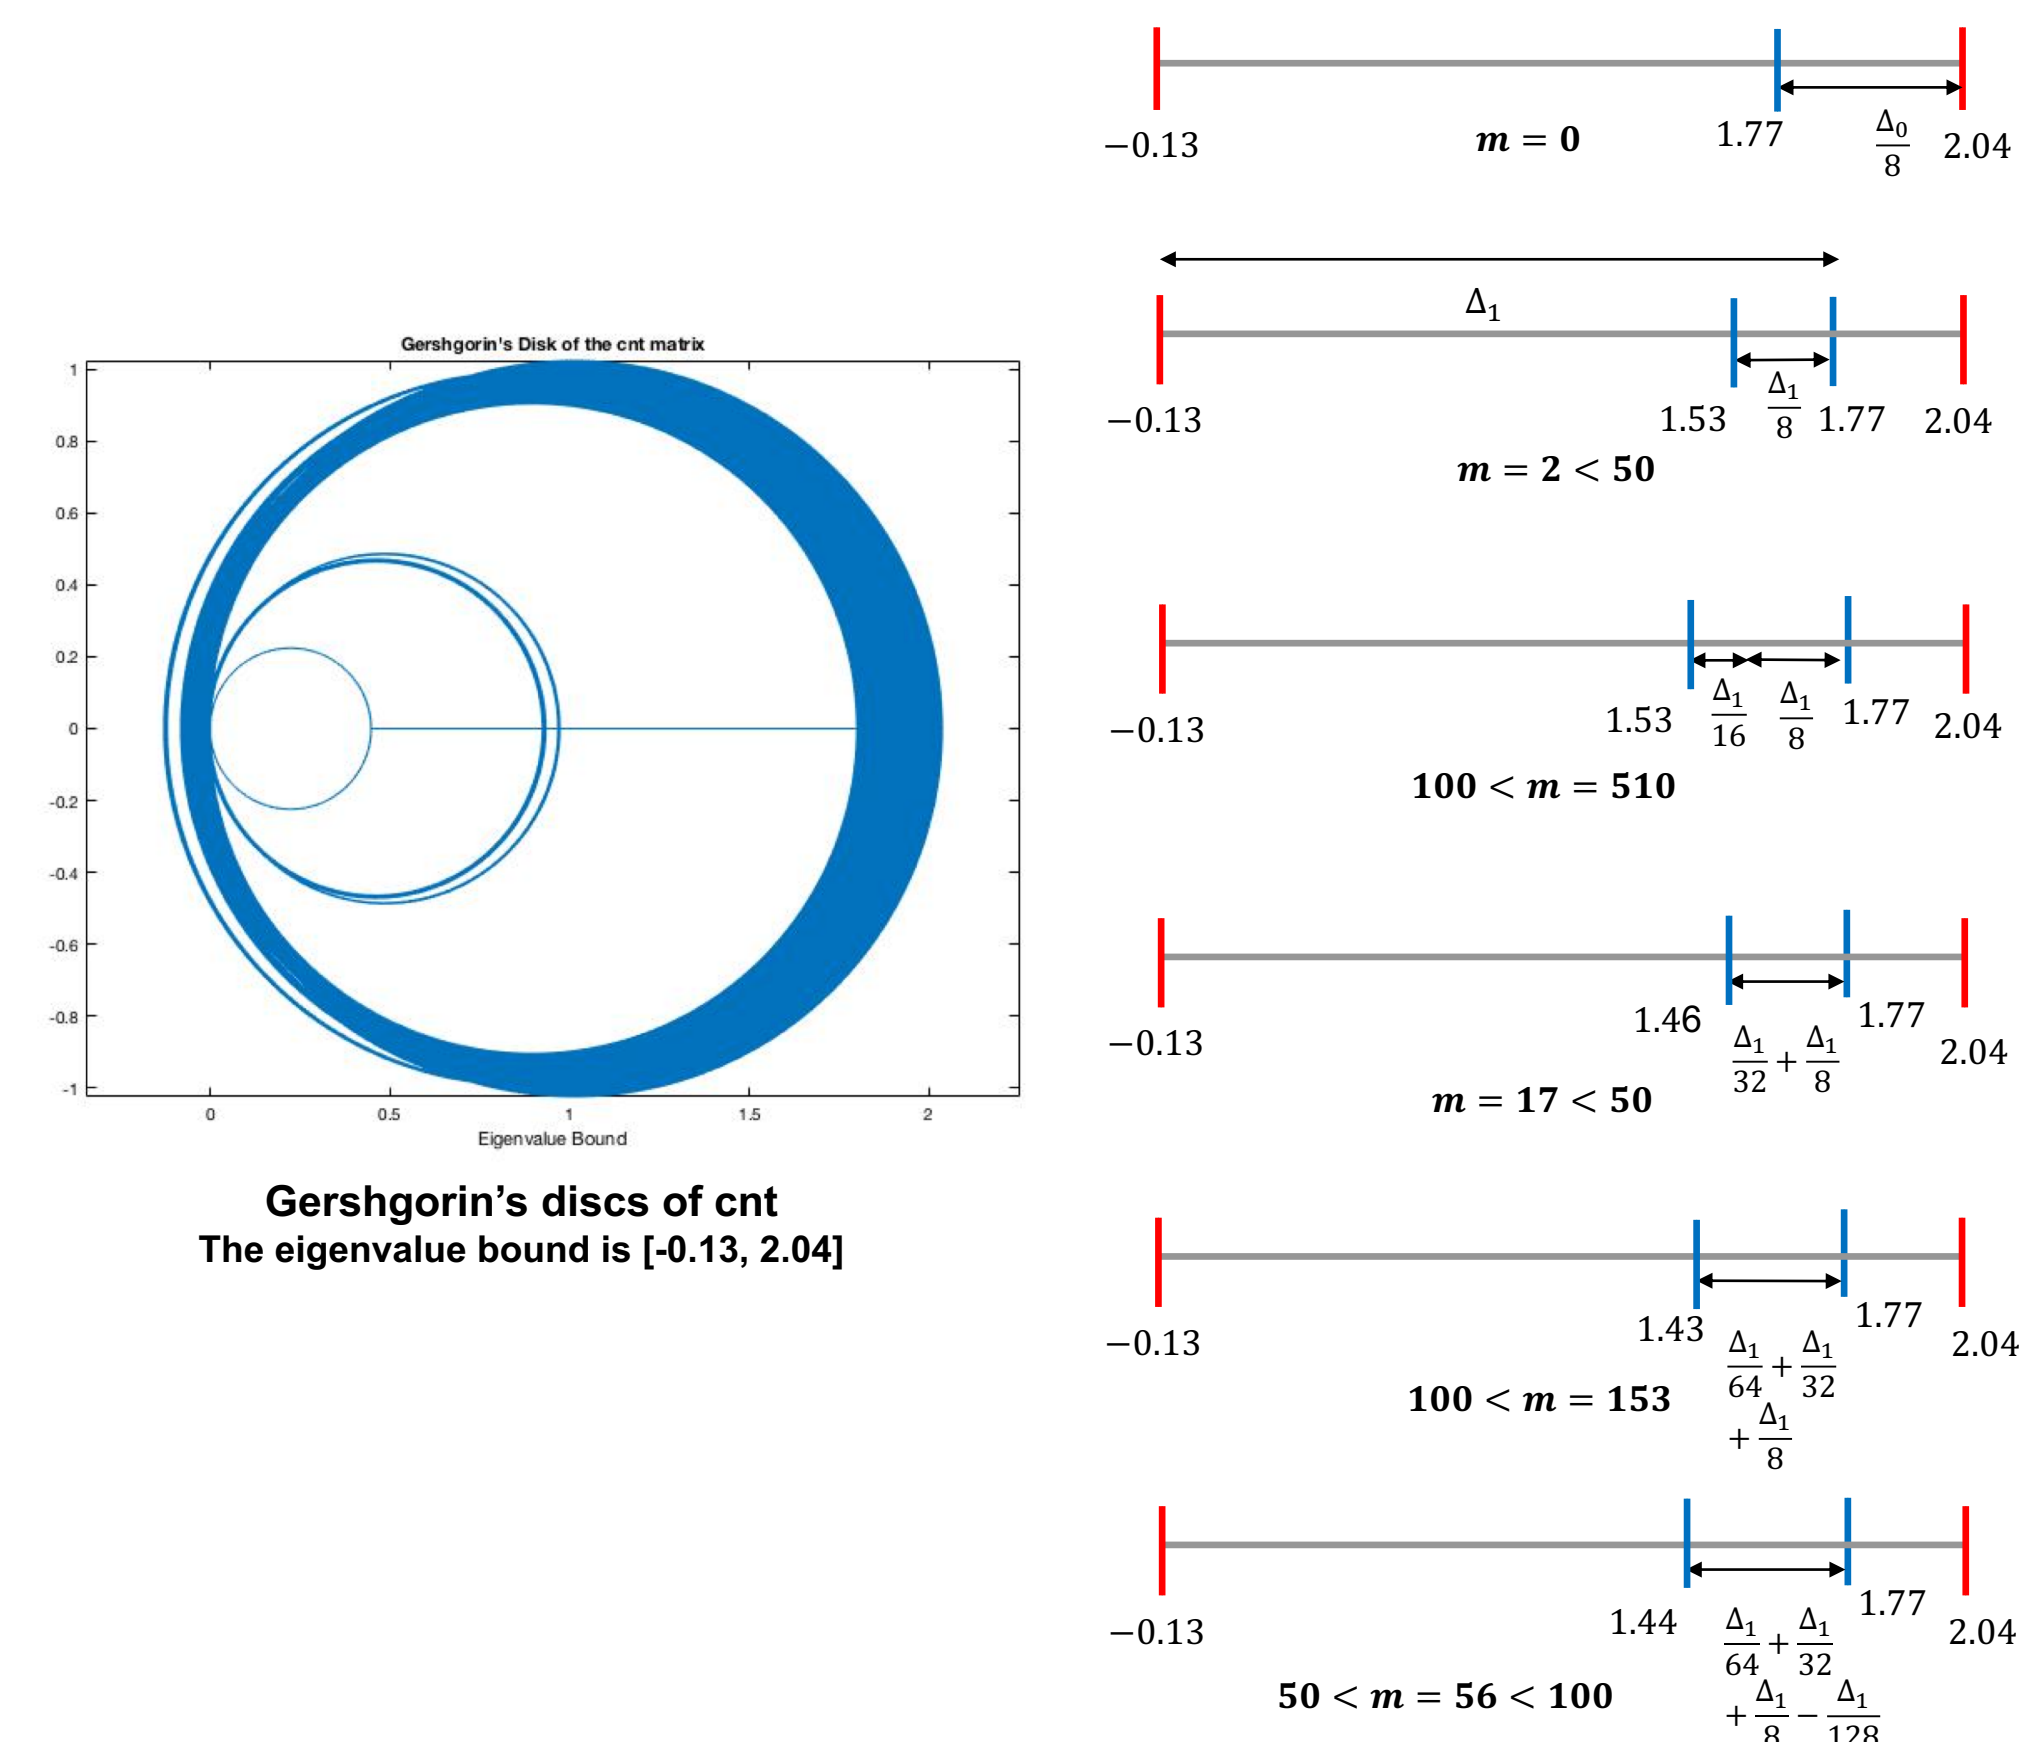 Gershgorin's Disk of the cnt matrix
1
0.8
0.6
0.4
0.2
0
-0.2
-0.4
-0.6
-0.8
-1
0 0.5 1 1.5 2
Eigenvalue Bound
Gershgorin’s discs of cnt
The eigenvalue bound is [-0.13, 2.04]
−0.13 m = 0 1.77 Δ₀/8 2.04
Δ₁
−0.13 1.53 Δ₁/8 1.77 2.04
m = 2 < 50
−0.13 1.53 Δ₁/16 Δ₁/8 1.77 2.04
100 < m = 510
−0.13 1.46 Δ₁/32 + Δ₁/8 1.77 2.04
m = 17 < 50
−0.13 1.43 Δ₁/64 + Δ₁/32 1.77 2.04
100 < m = 153 + Δ₁/8
−0.13 1.44 Δ₁/64 + Δ₁/32 1.77 2.04
50 < m = 56 < 100 + Δ₁/8 − Δ₁/128